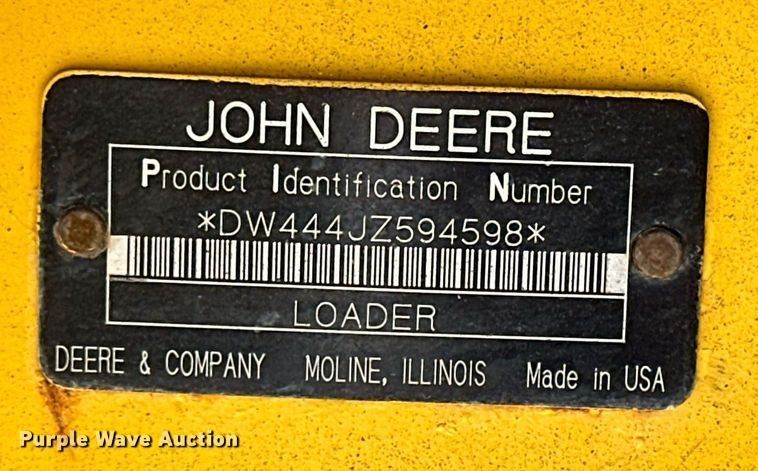 JOHN DEERE
Product Identification Number
*DW444JZ594598*
LOADER
DEERE & COMPANY MOLINE, ILLINOIS Made in USA
Purple Wave Auction